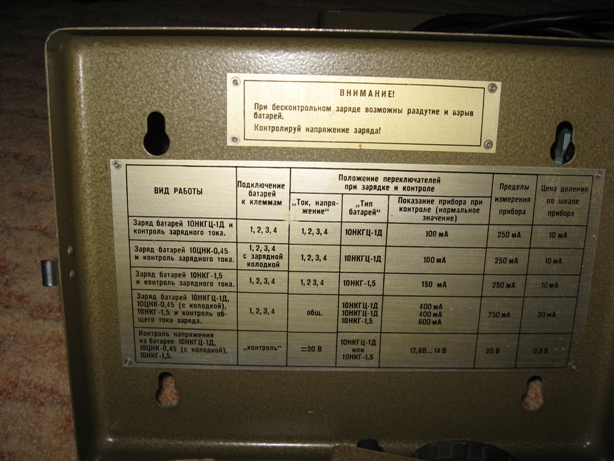 ВНИМАНИЕ!
При бесконтрольном заряде возможны раздутие и взрыв
батарей.
Контролируй напряжение заряда!
ВИД РАБОТЫ
Подключение
батарей
к клеммам
Положение переключателей
при зарядке и контроле
„Ток, напря-
жение"
„Тип
батарей"
Показание прибора при
контроле (нормальное
значение)
Пределы
измерения
прибора
Цена деления
по шкале
прибора
Заряд батарей 10НКГЦ-1Д и
контроль зарядного тока.
1, 2, 3, 4
1, 2, 3, 4
10НКГЦ-1Д
100 мА
250 мА
10 мА
Заряд батарей 10ЦНК-0,45
и контроль зарядного тока.
1, 2, 3, 4
с зарядной
колодкой
1, 2, 3, 4
10НКГЦ-1Д
100 мА
250 мА
10 мА
Заряд батарей 10НКГ-1,5
и контроль зарядного тока.
1, 2, 3, 4
1, 2 3, 4
10НКГ-1,5
150 мА
250 мА
10 мА
Заряд батарей 10НКГЦ-1Д,
10ЦНК-0,45 (с колодкой),
10НКГ-1,5 и контроль об-
щего тока заряда.
1, 2, 3, 4
общ.
10НКГЦ-1Д
10НКГЦ-1Д
10НКГ-1,5
400 мА
400 мА
600 мА
750 мА
30 мА
Контроль напряжения
на батарее 10НКГЦ-1Д,
10ЦНК-0,45 (с колодкой),
10НКГ-1,5.
„контроль"
=20 В
10НКГЦ-1Д
или
10НКГ-1,5
12,6В... 14 В
20 В
0,8 В